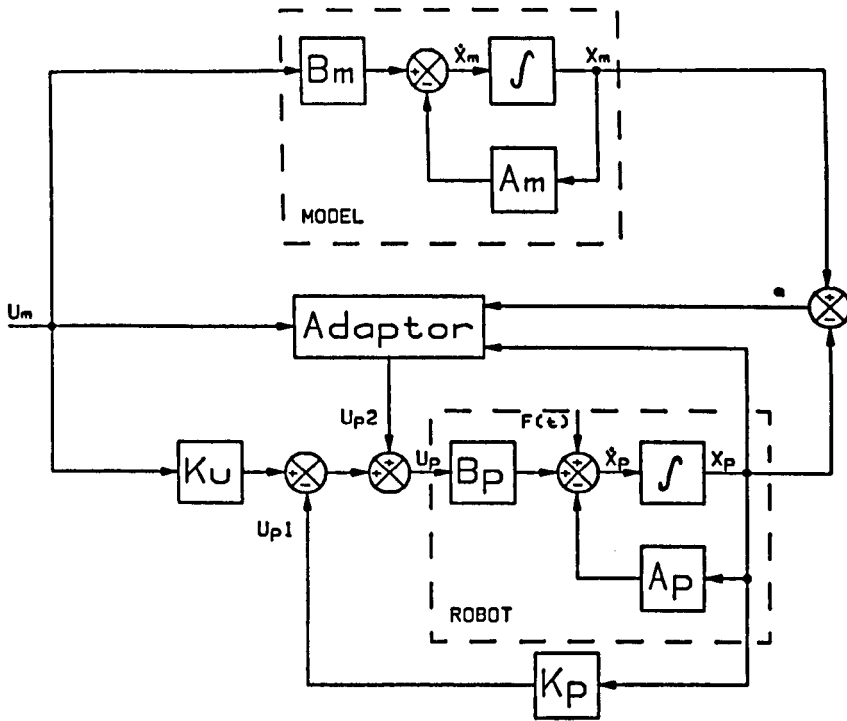 Bm
Ẋm
∫
Xm
Am
MODEL
e
Um
Adaptor
Up2
F(t)
Ku
Up
Bp
Ẋp
∫
Xp
Up1
Ap
ROBOT
Kp